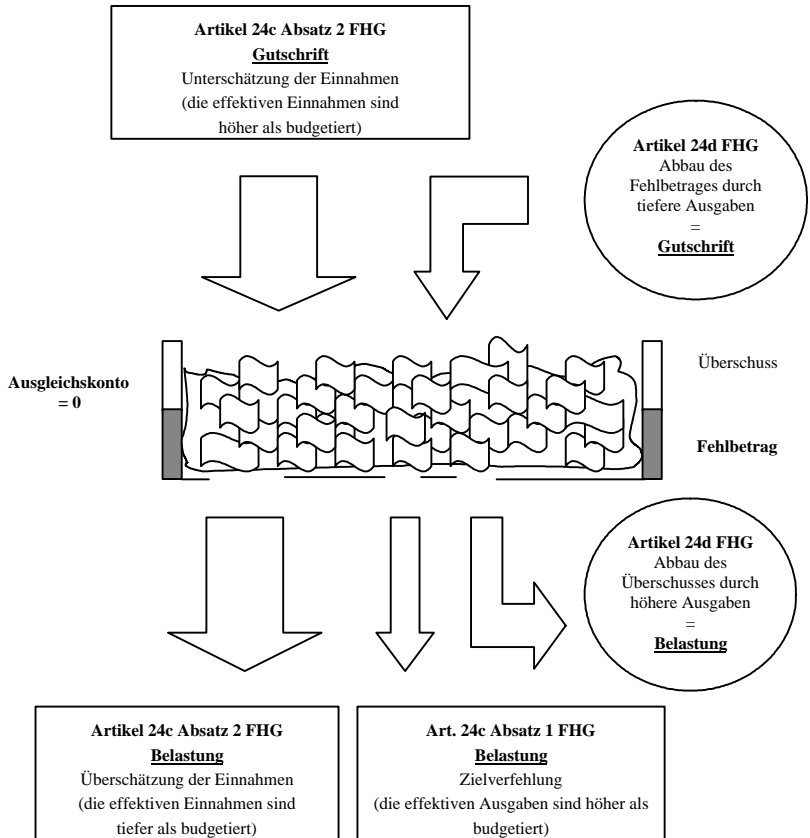 Artikel 24c Absatz 2 FHG
Gutschrift
Unterschätzung der Einnahmen
(die effektiven Einnahmen sind
höher als budgetiert)
Artikel 24d FHG
Abbau des
Fehlbetrages durch
tiefere Ausgaben
=
Gutschrift
Ausgleichskonto
= 0
Überschuss
Fehlbetrag
Artikel 24d FHG
Abbau des
Überschusses durch
höhere Ausgaben
=
Belastung
Artikel 24c Absatz 2 FHG
Belastung
Überschätzung der Einnahmen
(die effektiven Einnahmen sind
tiefer als budgetiert)
Art. 24c Absatz 1 FHG
Belastung
Zielverfehlung
(die effektiven Ausgaben sind höher als
budgetiert)